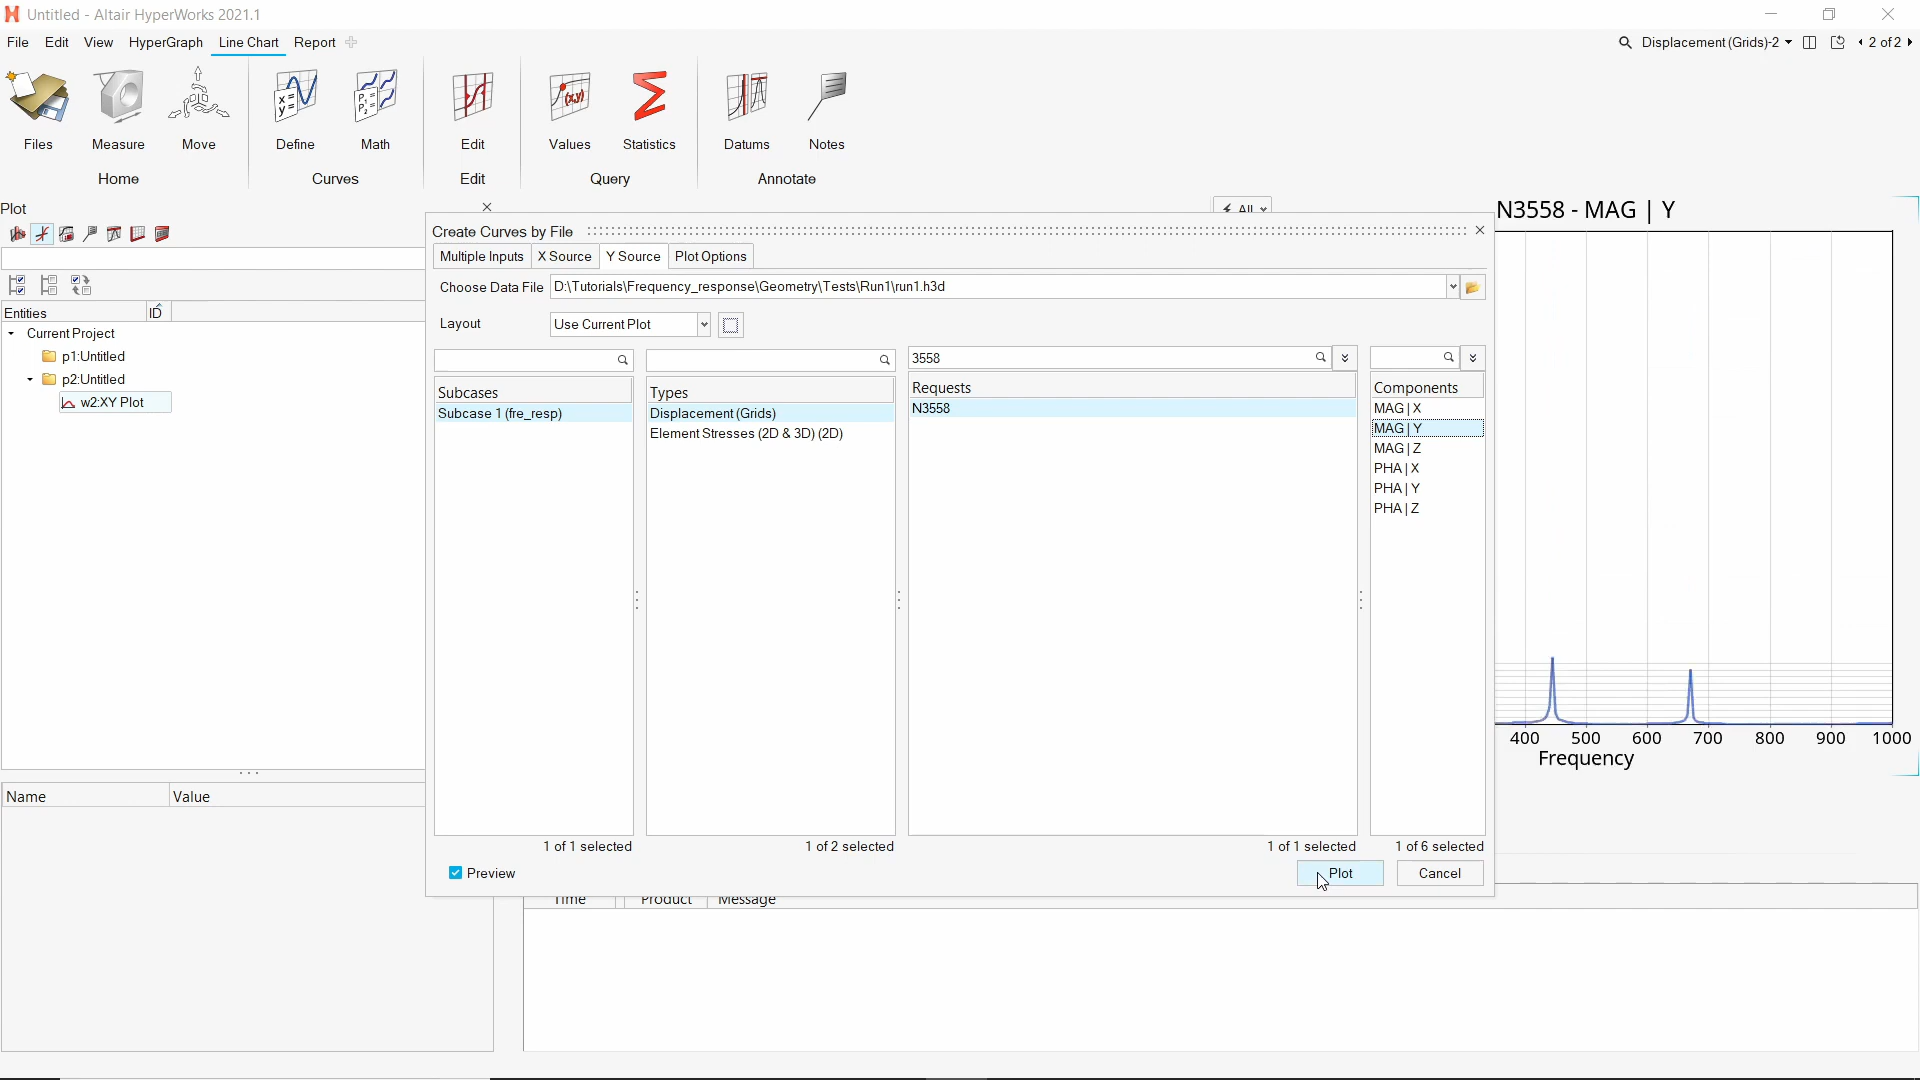 Untitled - Altair HyperWorks 2021.1
File Edit View HyperGraph Line Chart Report
Displacement (Grids)-2 2 of 2
Files Measure Move Define Math Edit Values Statistics Datums Notes
Home Curves Edit Query Annotate
Plot
All
N3558 - MAG | Y
Create Curves by File
Multiple Inputs X Source Y Source Plot Options
Choose Data File D:\Tutorials\Frequency_response\Geometry\Tests\Run1\run1.h3d
Layout Use Current Plot
Entities ID
Current Project
p1:Untitled
p2:Untitled
w2:XY Plot
3558
Subcases Types Requests Components
Subcase 1 (fre_resp) Displacement (Grids) N3558 MAG | X
Element Stresses (2D & 3D) (2D) MAG | Y
MAG | Z
PHA | X
PHA | Y
PHA | Z
400 500 600 700 800 900 1000
Frequency
Name Value
1 of 1 selected 1 of 2 selected 1 of 1 selected 1 of 6 selected
Preview Plot Cancel
Time Product Message